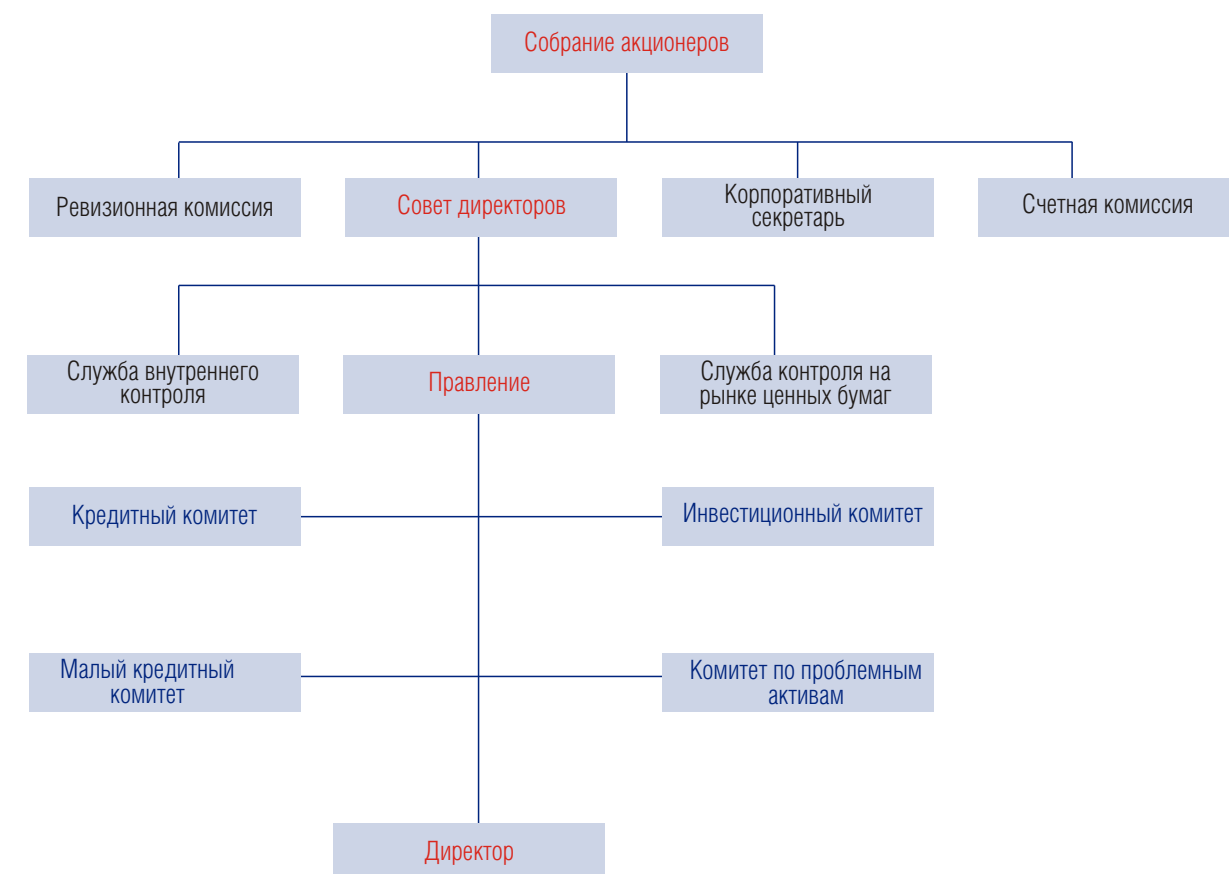 Собрание акционеров
Ревизионная комиссия
Совет директоров
Корпоративный
секретарь
Счетная комиссия
Служба внутреннего
контроля
Правление
Служба контроля на
рынке ценных бумаг
Кредитный комитет
Инвестиционный комитет
Малый кредитный
комитет
Комитет по проблемным
активам
Директор